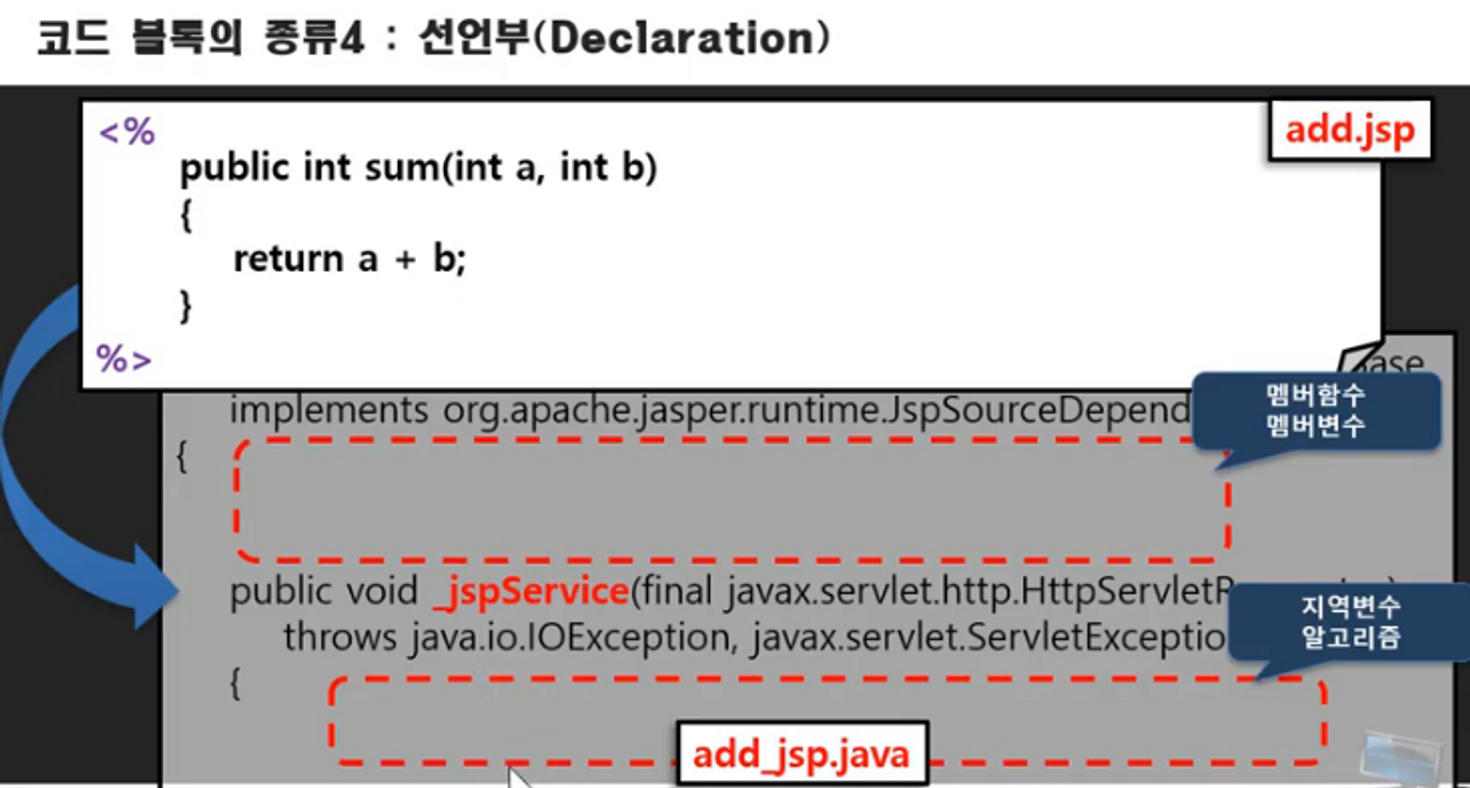 코드 블록의 종류4 : 선언부(Declaration)
add.jsp
<%
public int sum(int a, int b)
{
return a + b;
}
%>
implements org.apache.jasper.runtime.JspSourceDepend
멤버함수
멤버변수
{
public void _jspService(final javax.servlet.http.HttpServletR
throws java.io.IOException, javax.servlet.ServletExceptio
지역변수
알고리즘
{
add_jsp.java